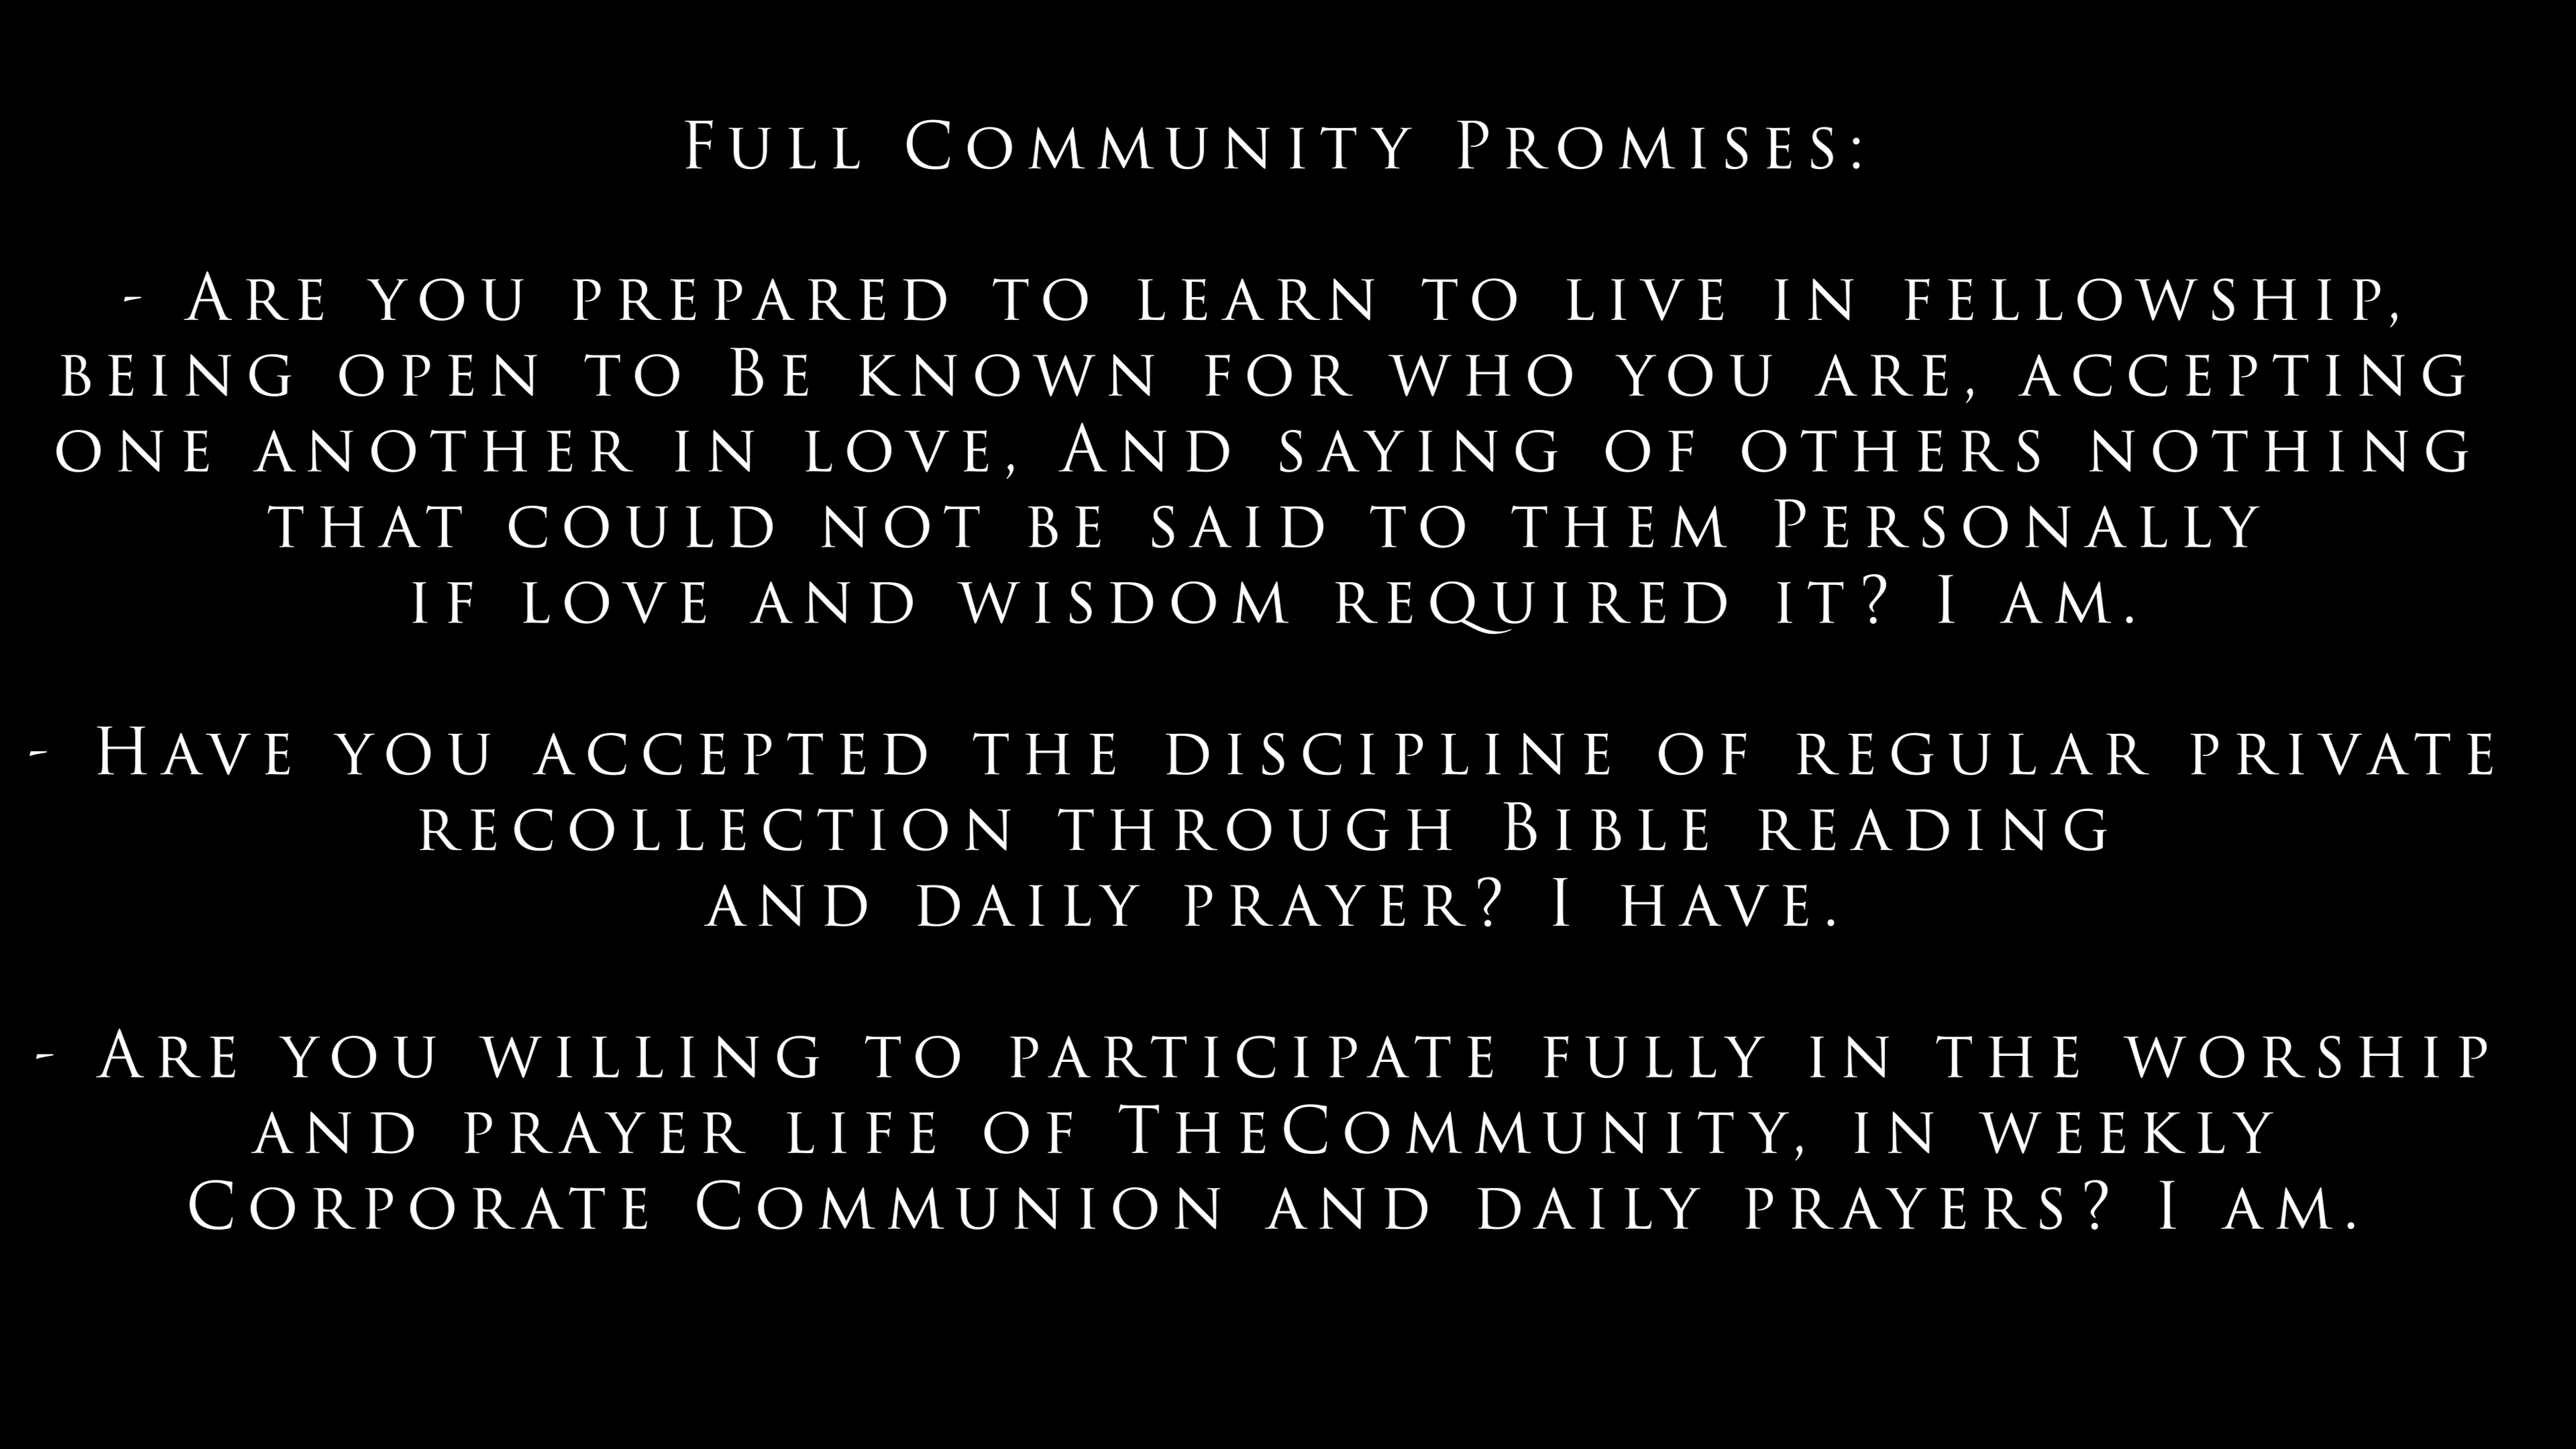 Full Community Promises:
- Are you prepared to learn to live in fellowship,
being open to Be known for who you are, accepting
one another in love, And saying of others nothing
that could not be said to them Personally
if love and wisdom required it? I am.
- Have you accepted the discipline of regular private
recollection through Bible reading
and daily prayer? I have.
- Are you willing to participate fully in the worship
and prayer life of TheCommunity, in weekly
Corporate Communion and daily prayers? I am.